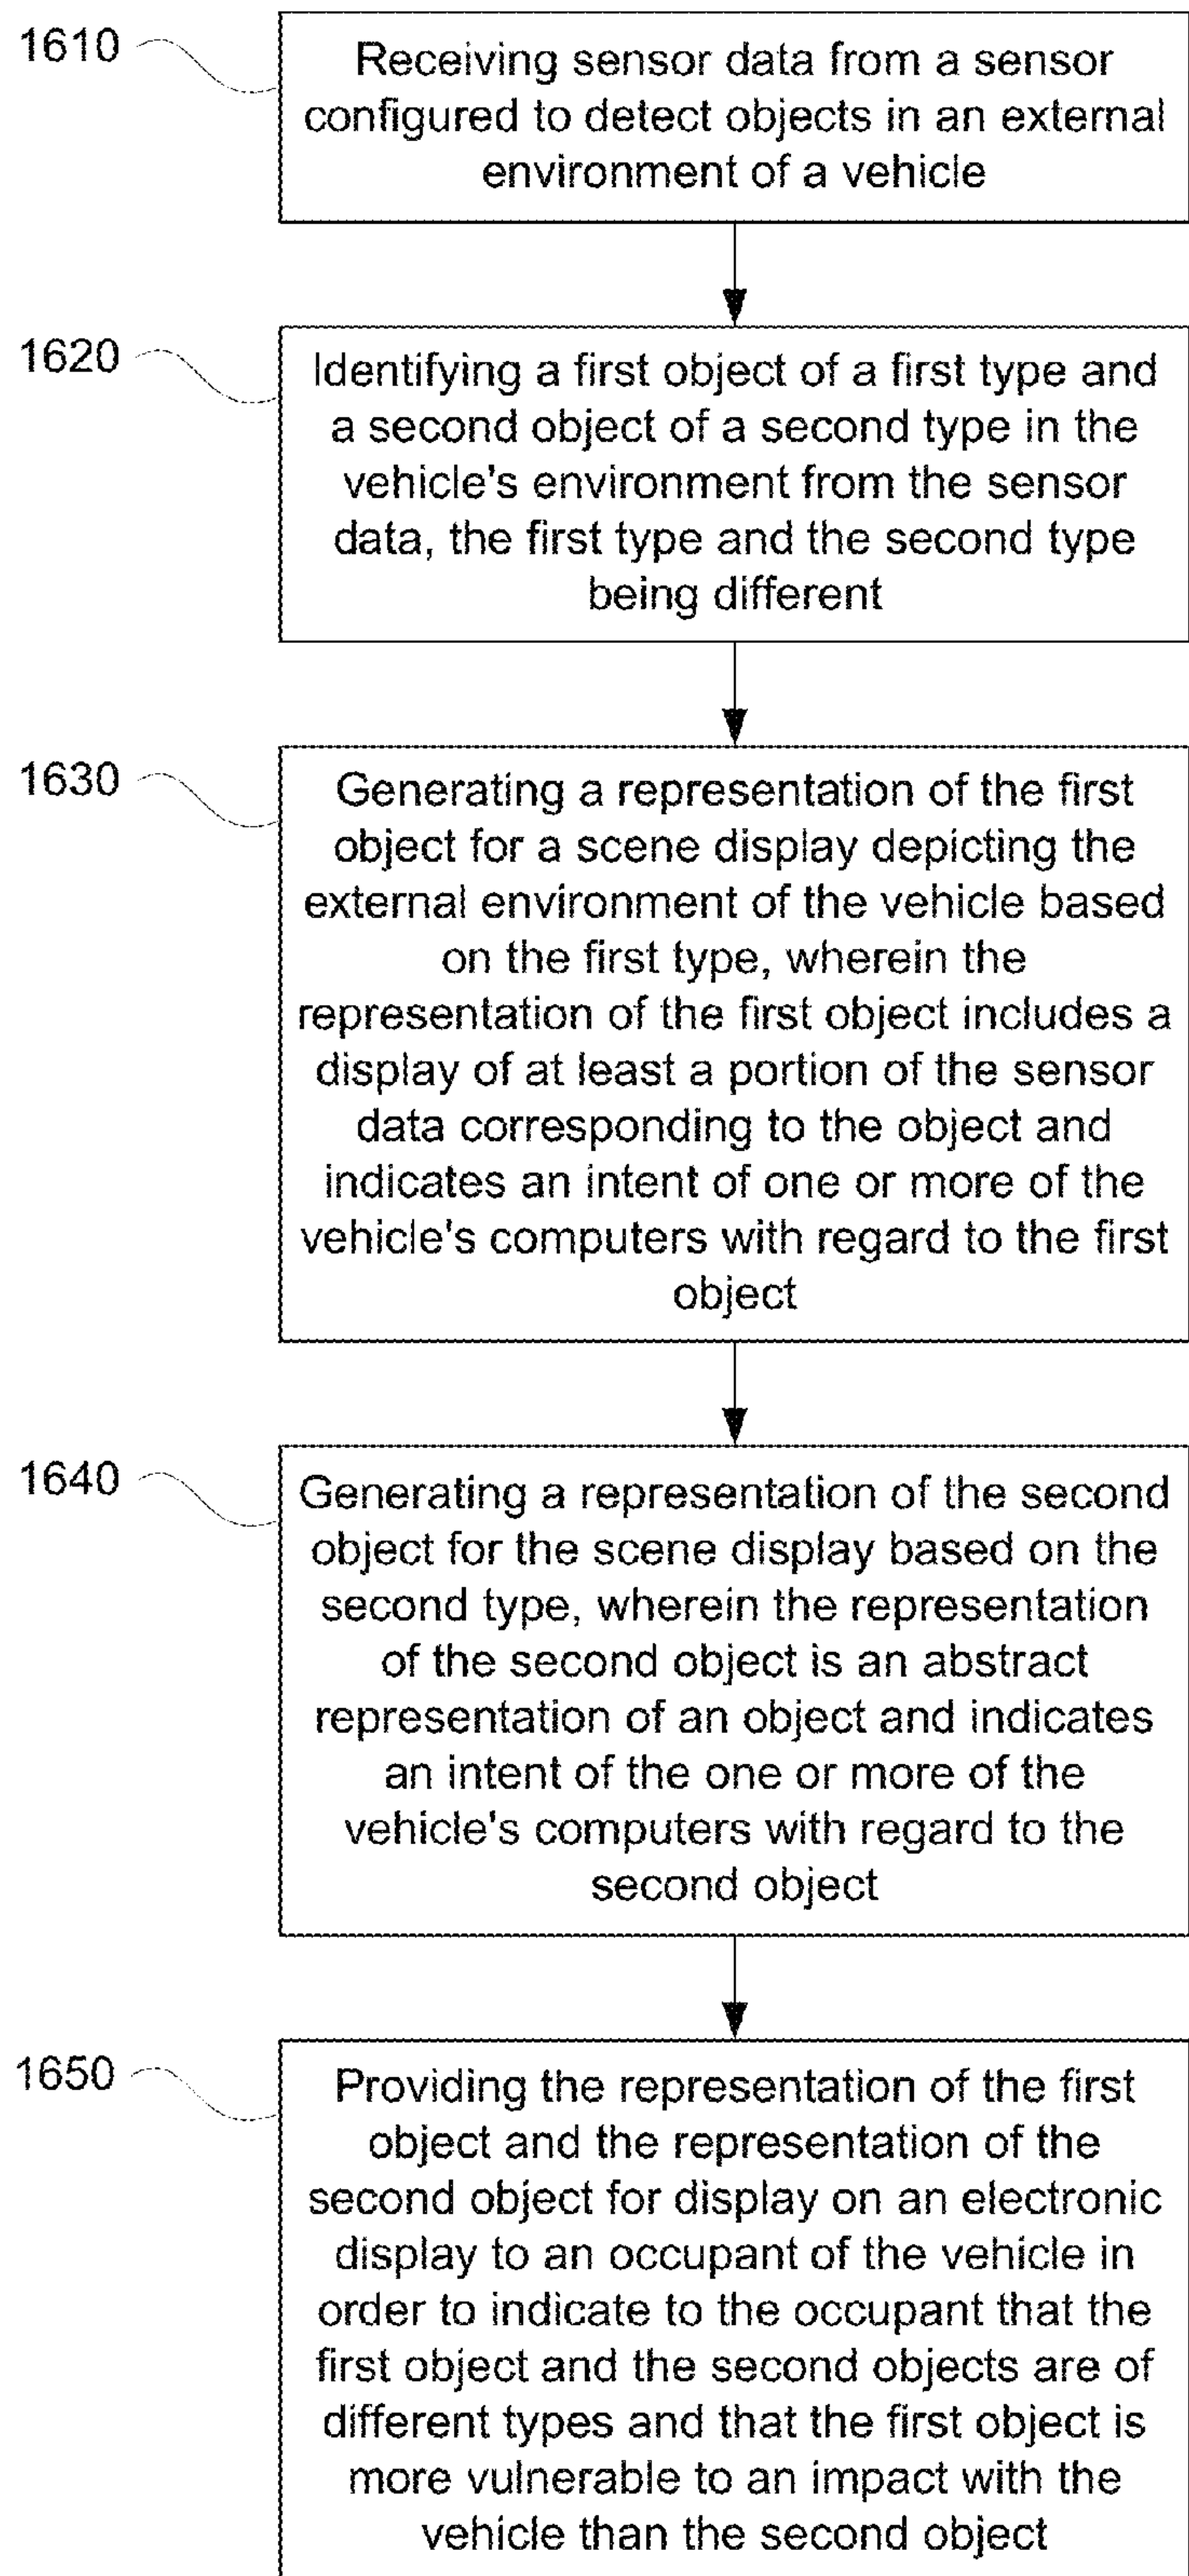 1610
Receiving sensor data from a sensor
configured to detect objects in an external
environment of a vehicle
1620
Identifying a first object of a first type and
a second object of a second type in the
vehicle's environment from the sensor
data, the first type and the second type
being different
1630
Generating a representation of the first
object for a scene display depicting the
external environment of the vehicle based
on the first type, wherein the
representation of the first object includes a
display of at least a portion of the sensor
data corresponding to the object and
indicates an intent of one or more of the
vehicle's computers with regard to the first
object
1640
Generating a representation of the second
object for the scene display based on the
second type, wherein the representation
of the second object is an abstract
representation of an object and indicates
an intent of the one or more of the
vehicle's computers with regard to the
second object
1650
Providing the representation of the first
object and the representation of the
second object for display on an electronic
display to an occupant of the vehicle in
order to indicate to the occupant that the
first object and the second objects are of
different types and that the first object is
more vulnerable to an impact with the
vehicle than the second object